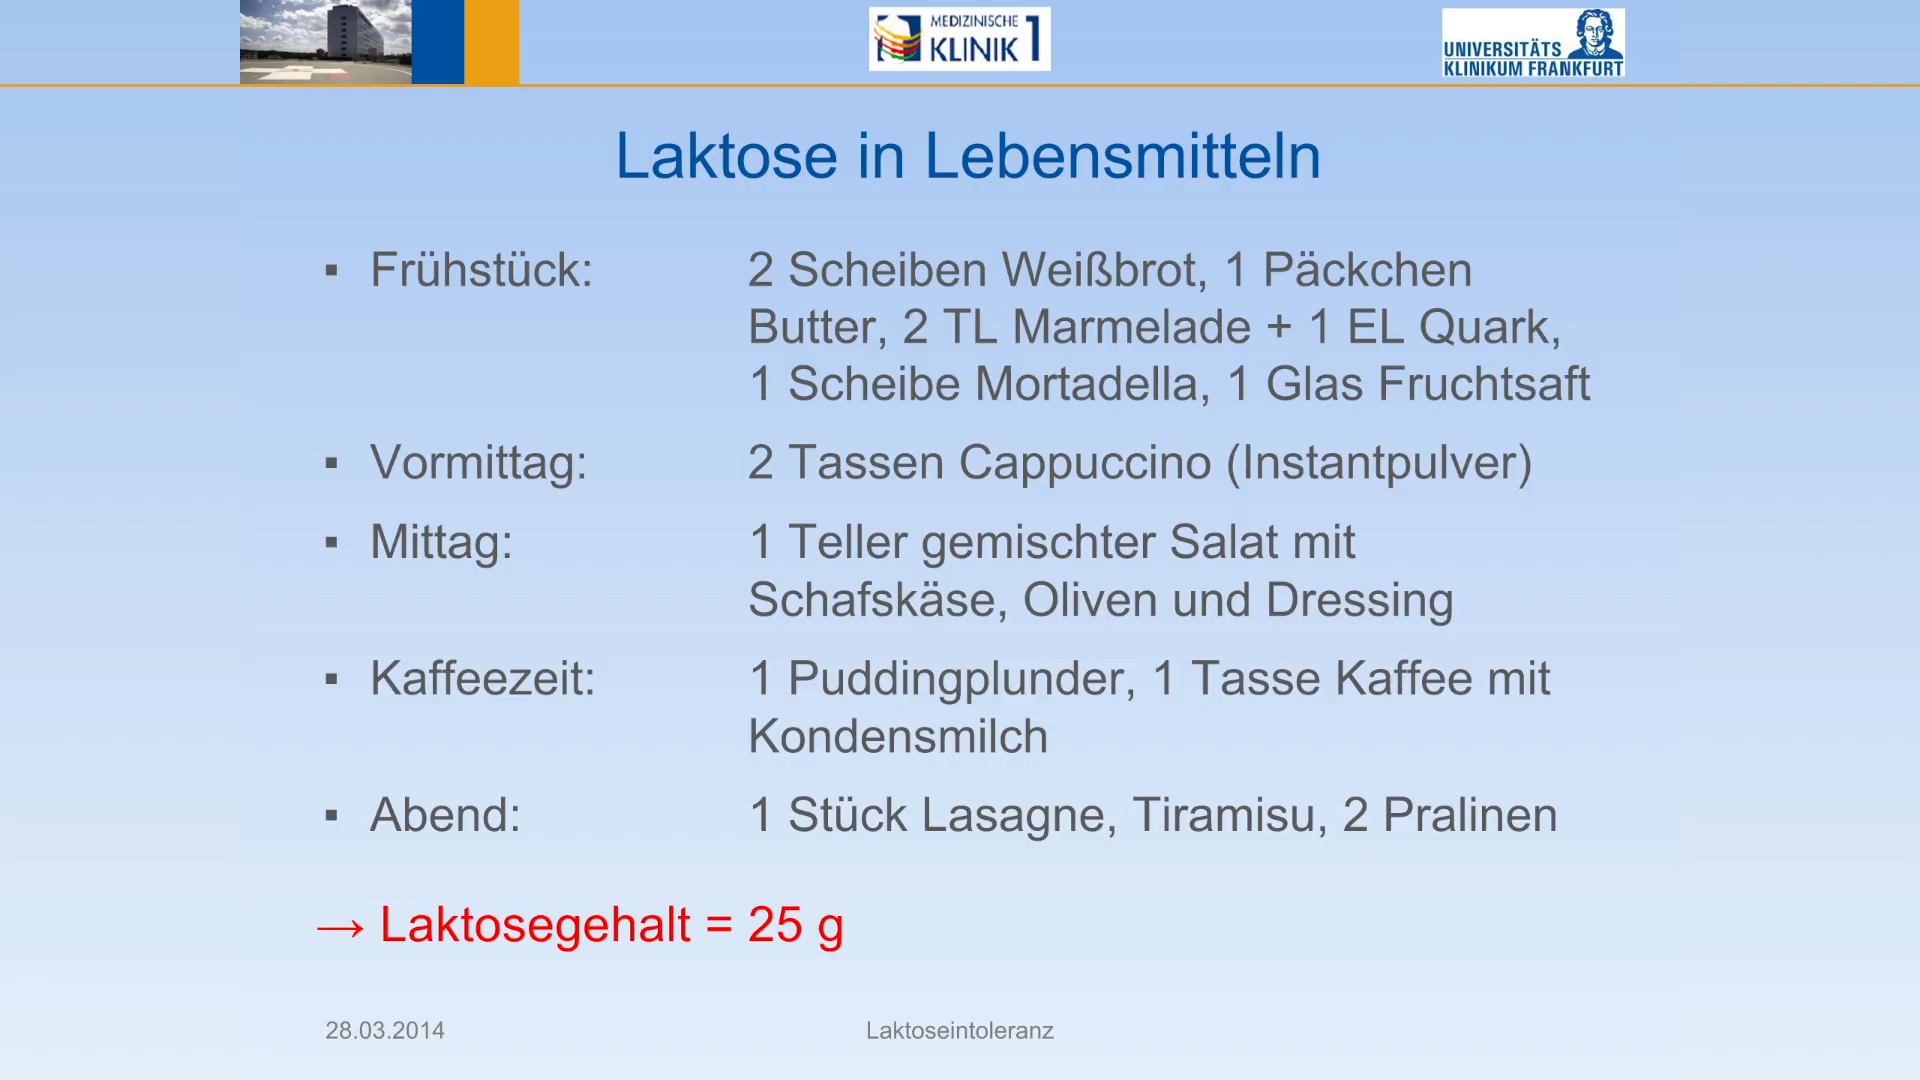 MEDIZINISCHE
KLINIK 1
UNIVERSITÄTS
KLINIKUM FRANKFURT
Laktose in Lebensmitteln
▪ Frühstück: 2 Scheiben Weißbrot, 1 Päckchen
Butter, 2 TL Marmelade + 1 EL Quark,
1 Scheibe Mortadella, 1 Glas Fruchtsaft
▪ Vormittag: 2 Tassen Cappuccino (Instantpulver)
▪ Mittag: 1 Teller gemischter Salat mit
Schafskäse, Oliven und Dressing
▪ Kaffeezeit: 1 Puddingplunder, 1 Tasse Kaffee mit
Kondensmilch
▪ Abend: 1 Stück Lasagne, Tiramisu, 2 Pralinen
→ Laktosegehalt = 25 g
28.03.2014
Laktoseintoleranz